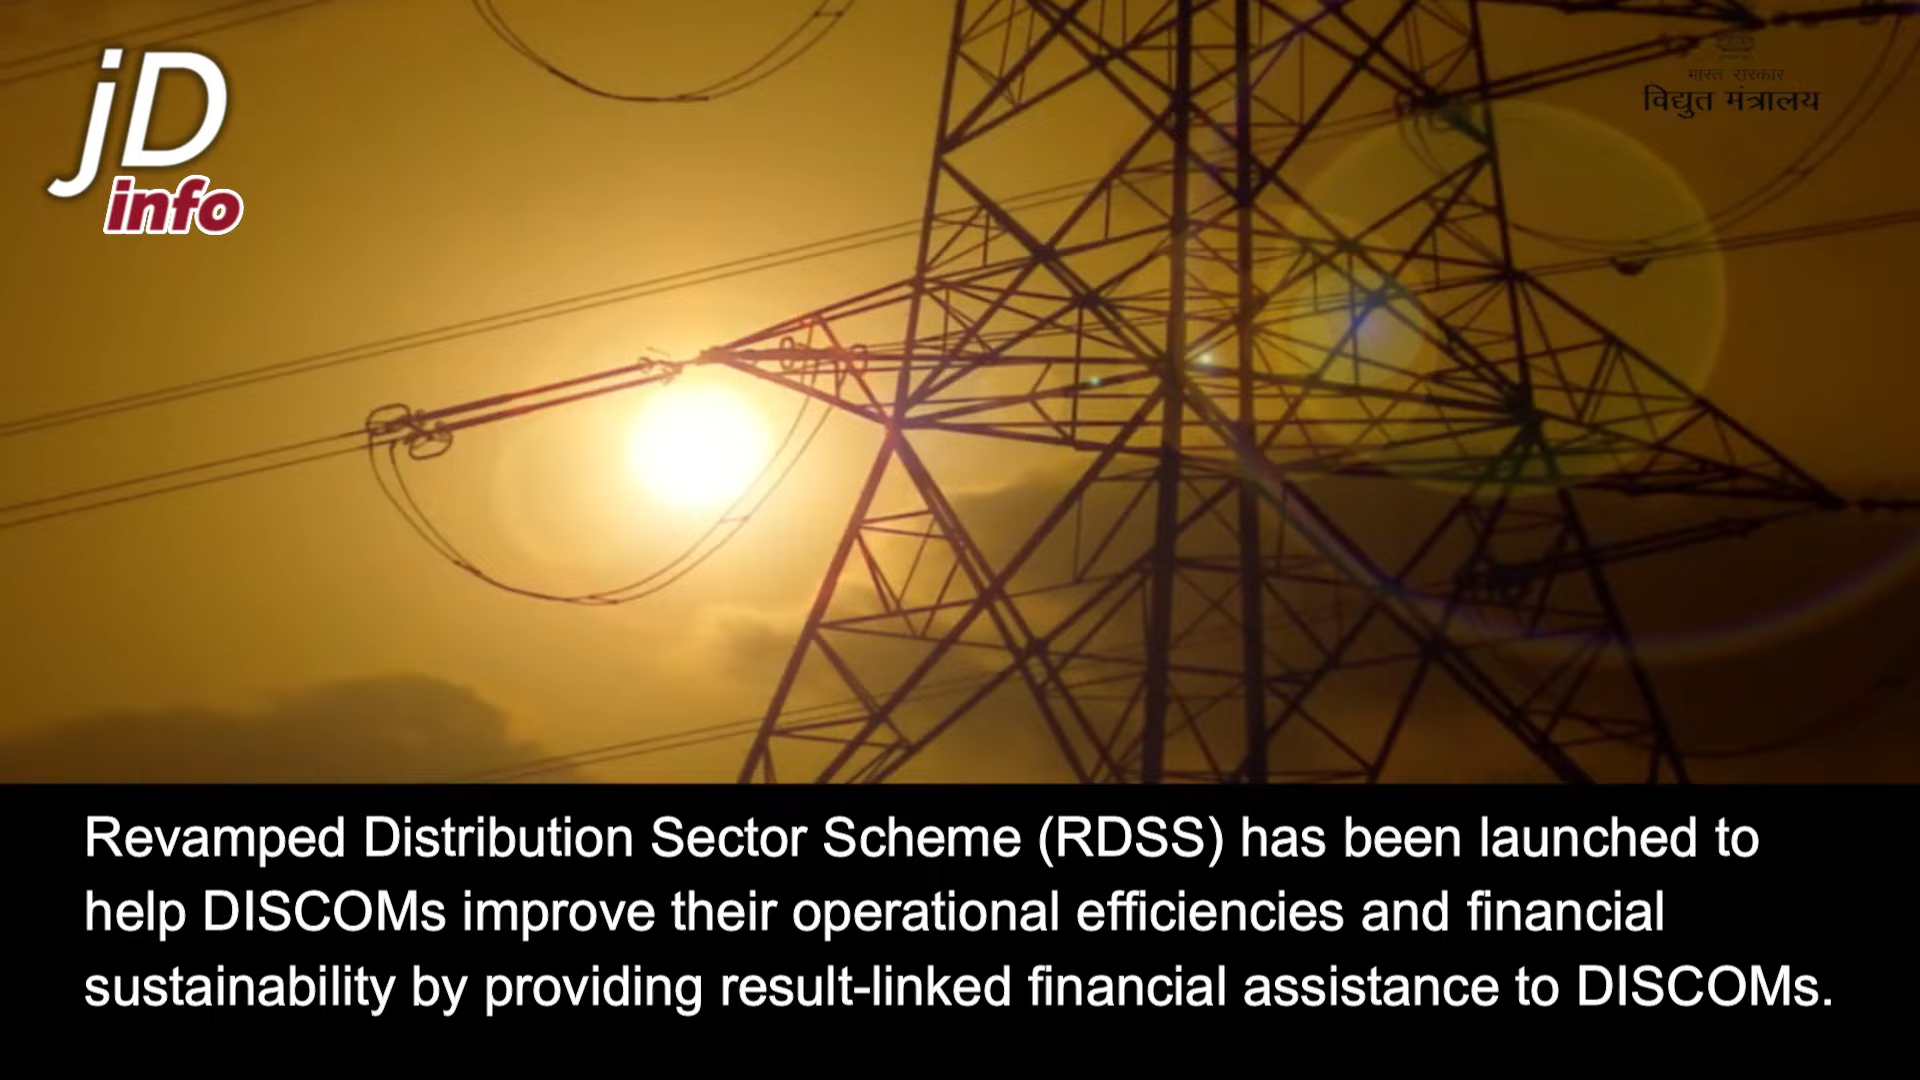 jD
info
भारत सरकार
विद्युत मंत्रालय
Revamped Distribution Sector Scheme (RDSS) has been launched to
help DISCOMs improve their operational efficiencies and financial
sustainability by providing result-linked financial assistance to DISCOMs.